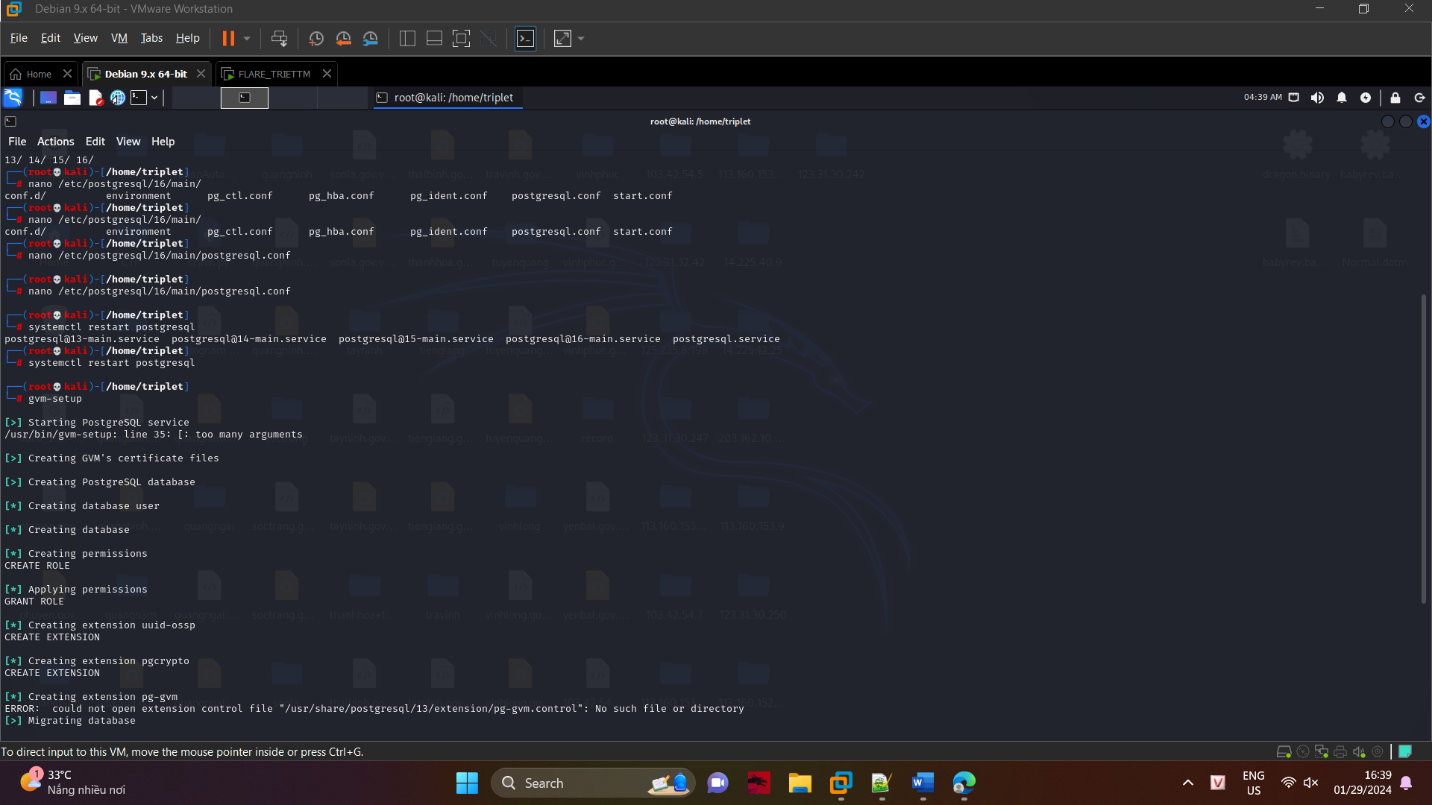 Debian 9.x 64-bit - VMware Workstation
File Edit View VM Tabs Help
Home Debian 9.x 64-bit FLARE_TRIETTM
root@kali: /home/triplet 04:39 AM
root@kali: /home/triplet
File Actions Edit View Help
13/ 14/ 15/ 16/
(root💀kali)-[/home/triplet]
# nano /etc/postgresql/16/main/
conf.d/ environment pg_ctl.conf pg_hba.conf pg_ident.conf postgresql.conf start.conf
(root💀kali)-[/home/triplet]
# nano /etc/postgresql/16/main/
conf.d/ environment pg_ctl.conf pg_hba.conf pg_ident.conf postgresql.conf start.conf
(root💀kali)-[/home/triplet]
# nano /etc/postgresql/16/main/postgresql.conf
(root💀kali)-[/home/triplet]
# nano /etc/postgresql/16/main/postgresql.conf
(root💀kali)-[/home/triplet]
# systemctl restart postgresql
postgresql@13-main.service postgresql@14-main.service postgresql@15-main.service postgresql@16-main.service postgresql.service
(root💀kali)-[/home/triplet]
# systemctl restart postgresql
(root💀kali)-[/home/triplet]
# gvm-setup
[>] Starting PostgreSQL service
/usr/bin/gvm-setup: line 35: [: too many arguments
[>] Creating GVM's certificate files
[>] Creating PostgreSQL database
[*] Creating database user
[*] Creating database
[*] Creating permissions
CREATE ROLE
[*] Applying permissions
GRANT ROLE
[*] Creating extension uuid-ossp
CREATE EXTENSION
[*] Creating extension pgcrypto
CREATE EXTENSION
[*] Creating extension pg-gvm
ERROR: could not open extension control file "/usr/share/postgresql/13/extension/pg-gvm.control": No such file or directory
[>] Migrating database
To direct input to this VM, move the mouse pointer inside or press Ctrl+G.
1 33°C
Nắng nhiều nơi
Search
V
ENG
US
16:39
01/29/2024